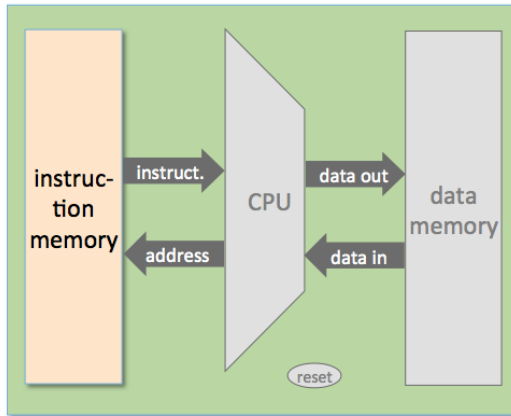 instruc-
tion
memory
instruct.
address
CPU
data out
data in
data
memory
reset